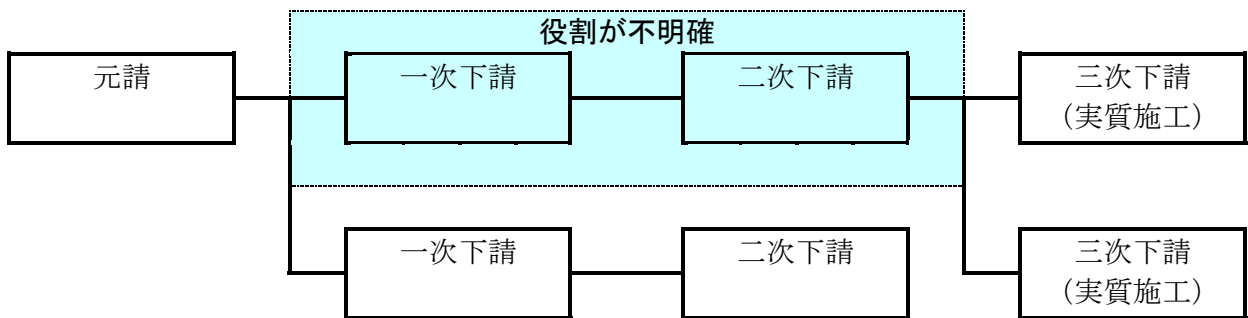 役割が不明確
元請
一次下請
二次下請
三次下請
(実質施工)
一次下請
二次下請
三次下請
(実質施工)